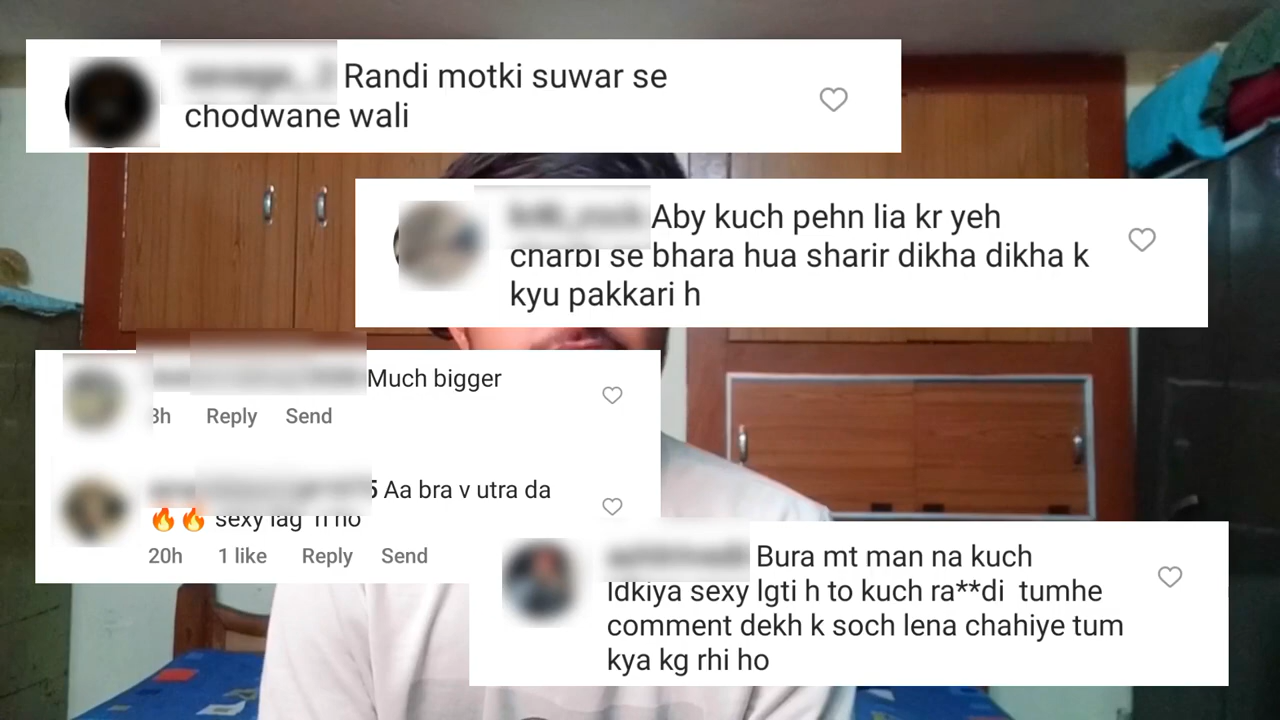 Randi motki suwar se
chodwane wali
Aby kuch pehn lia kr yeh
charbi se bhara hua sharir dikha dikha k
kyu pakkari h
Much bigger
3h Reply Send
5 Aa bra v utra da
🔥🔥 sexy lag h ho
20h 1 like Reply Send
Bura mt man na kuch
ldkiya sexy lgti h to kuch ra**di tumhe
comment dekh k soch lena chahiye tum
kya kg rhi ho